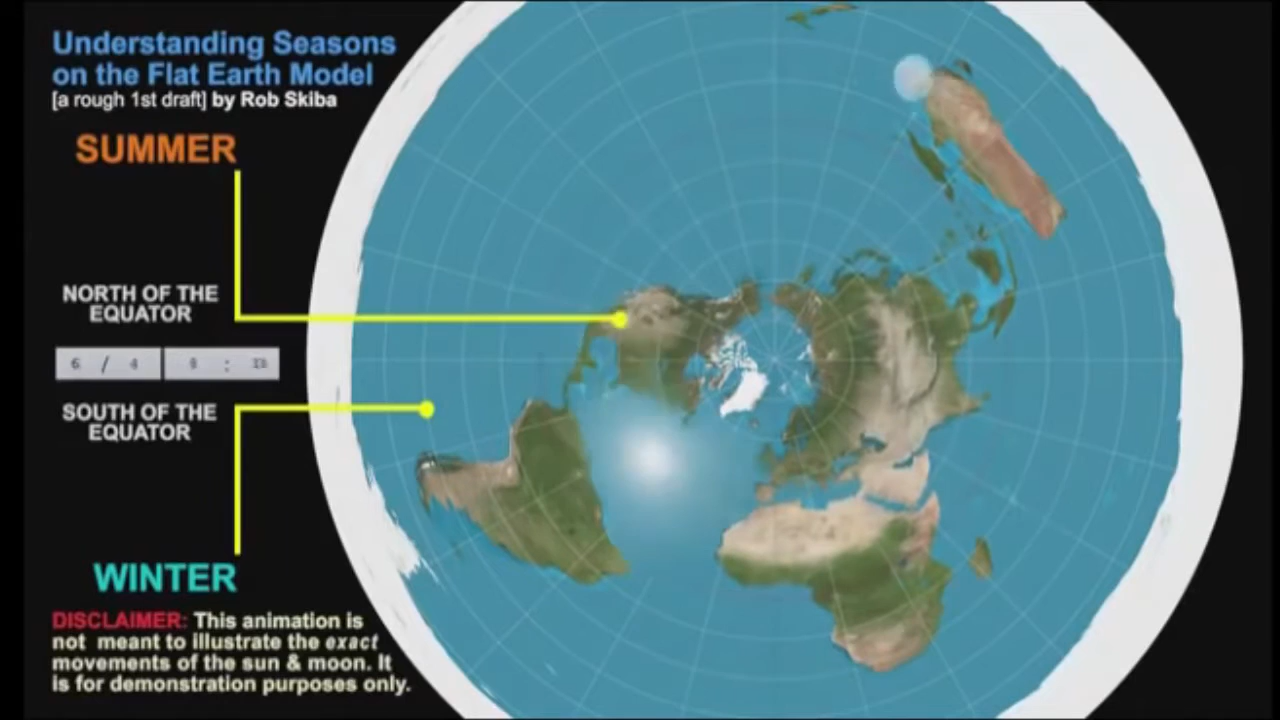 Understanding Seasons
on the Flat Earth Model
[a rough 1st draft] by Rob Skiba
SUMMER
NORTH OF THE
EQUATOR
6 / 4
SOUTH OF THE
EQUATOR
WINTER
DISCLAIMER: This animation is
not meant to illustrate the exact
movements of the sun & moon. It
is for demonstration purposes only.